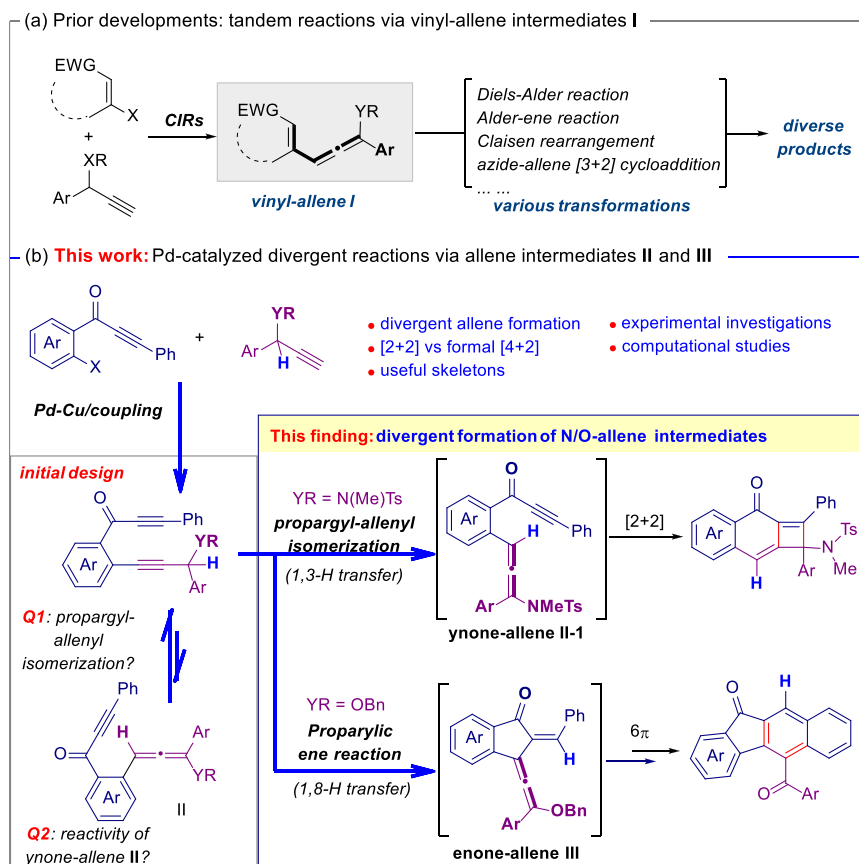 (a) Prior developments: tandem reactions via vinyl-allene intermediates I
EWG
X
+
XR
Ar
CIRs
EWG
YR
Ar
vinyl-allene I
Diels-Alder reaction
Alder-ene reaction
Claisen rearrangement
azide-allene [3+2] cycloaddition
... ...
various transformations
diverse
products
(b) This work: Pd-catalyzed divergent reactions via allene intermediates II and III
O
Ar
X
Ph
+
YR
Ar
H
• divergent allene formation
• [2+2] vs formal [4+2]
• useful skeletons
• experimental investigations
• computational studies
Pd-Cu/coupling
This finding: divergent formation of N/O-allene intermediates
initial design
O
Ph
YR
Ar
H
Ar
Q1: propargyl-
allenyl
isomerization?
Ph
O
H
Ar
YR
Ar
II
Q2: reactivity of
ynone-allene II?
YR = N(Me)Ts
propargyl-allenyl
isomerization
(1,3-H transfer)
O
Ar
H
Ph
Ar
NMeTs
ynone-allene II-1
[2+2]
O
Ph
Ar
Ts
N
Me
Ar
H
YR = OBn
Proparylic
ene reaction
(1,8-H transfer)
O
Ph
Ar
H
Ar
OBn
enone-allene III
6π
O
H
Ar
O
Ar